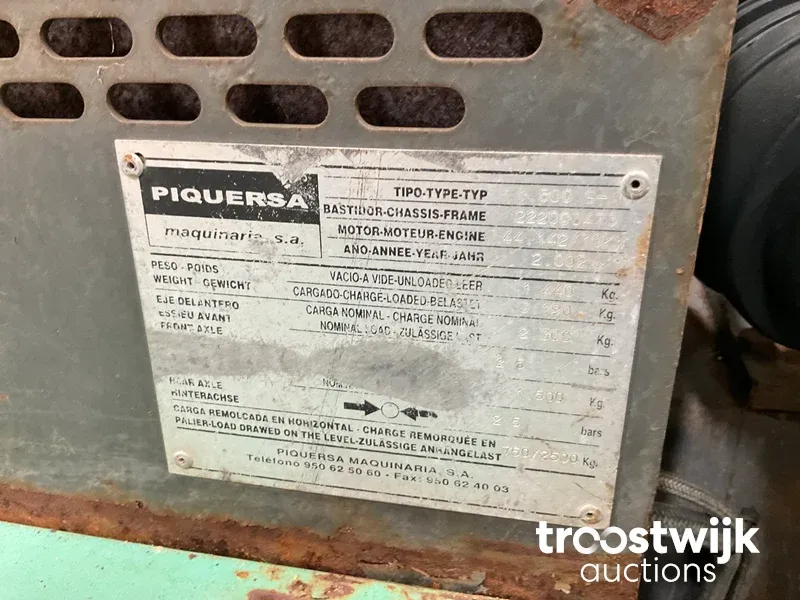 PIQUERSA
maquinaria, s.a.
TIPO-TYPE-TYP
BASTIDOR-CHASSIS-FRAME
MOTOR-MOTEUR-ENGINE
AÑO-ANNEE-YEAR-JAHR 2.002
PESO - POIDS
WEIGHT - GEWICHT
VACIO-A VIDE-UNLOADED-LEER Kg.
CARGADO-CHARGE-LOADED-BELASTET Kg.
EJE DELANTERO
ESSIEU AVANT
FRONT AXLE
CARGA NOMINAL - CHARGE NOMINAL
NOMINAL LOAD - ZULÄSSIGE LAST Kg.
bars
REAR AXLE
HINTERACHSE
Kg.
bars
CARGA REMOLCADA EN HORIZONTAL - CHARGE REMORQUÉE EN
PALIER-LOAD DRAWED ON THE LEVEL-ZULÄSSIGE ANHÄNGELAST 750/2500 Kg.
PIQUERSA MAQUINARIA, S.A.
Teléfono 950 62 50 60 - Fax: 950 62 40 03
troostwijk
auctions